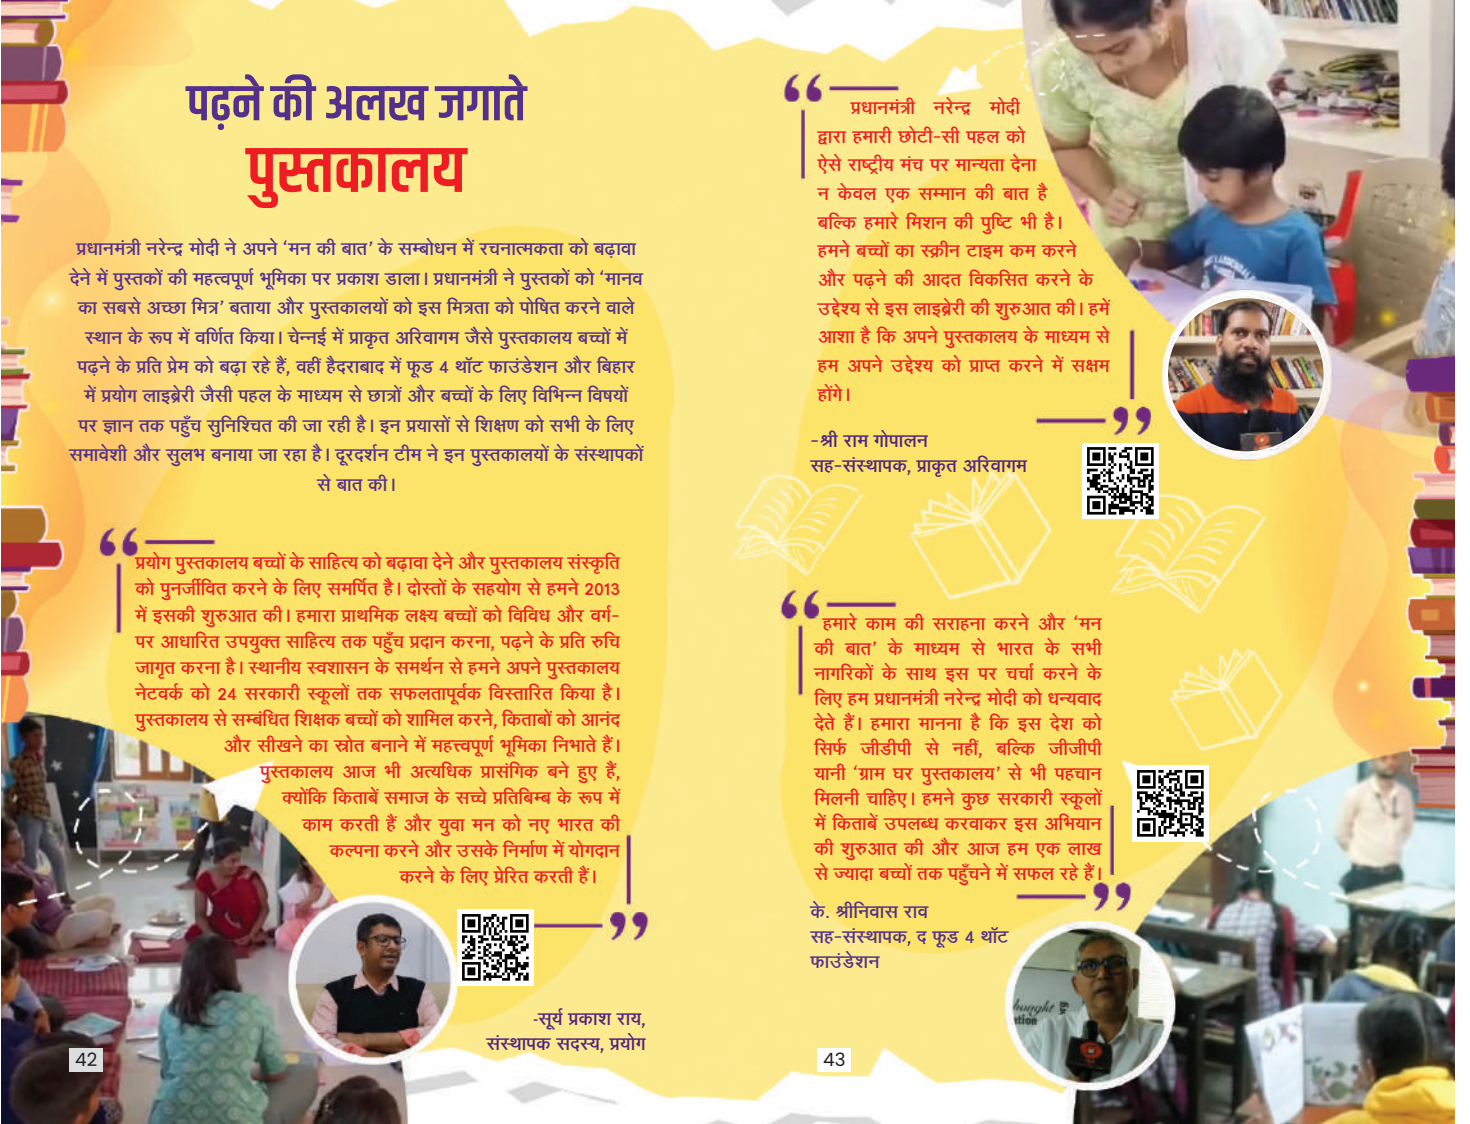 पढ़ने की अलख जगाते
पुस्तकालय
प्रधानमंत्री नरेन्द्र मोदी ने अपने ‘मन की बात’ के सम्बोधन में रचनात्मकता को बढ़ावा
देने में पुस्तकों की महत्वपूर्ण भूमिका पर प्रकाश डाला। प्रधानमंत्री ने पुस्तकों को ‘मानव
का सबसे अच्छा मित्र’ बताया और पुस्तकालयों को इस मित्रता को पोषित करने वाले
स्थान के रूप में वर्णित किया। चेन्नई में प्राकृत अरिवागम जैसे पुस्तकालय बच्चों में
पढ़ने के प्रति प्रेम को बढ़ा रहे हैं, वहीं हैदराबाद में फूड 4 थॉट फाउंडेशन और बिहार
में प्रयोग लाइब्रेरी जैसी पहल के माध्यम से छात्रों और बच्चों के लिए विभिन्न विषयों
पर ज्ञान तक पहुँच सुनिश्चित की जा रही है। इन प्रयासों से शिक्षण को सभी के लिए
समावेशी और सुलभ बनाया जा रहा है। दूरदर्शन टीम ने इन पुस्तकालयों के संस्थापकों
से बात की।
“प्रयोग पुस्तकालय बच्चों के साहित्य को बढ़ावा देने और पुस्तकालय संस्कृति
को पुनर्जीवित करने के लिए समर्पित है। दोस्तों के सहयोग से हमने 2013
में इसकी शुरुआत की। हमारा प्राथमिक लक्ष्य बच्चों को विविध और वर्ग-
पर आधारित उपयुक्त साहित्य तक पहुँच प्रदान करना, पढ़ने के प्रति रुचि
जागृत करना है। स्थानीय स्वशासन के समर्थन से हमने अपने पुस्तकालय
नेटवर्क को 24 सरकारी स्कूलों तक सफलतापूर्वक विस्तारित किया है।
पुस्तकालय से सम्बंधित शिक्षक बच्चों को शामिल करने, किताबों को आनंद
और सीखने का स्रोत बनाने में महत्त्वपूर्ण भूमिका निभाते हैं।
पुस्तकालय आज भी अत्यधिक प्रासंगिक बने हुए हैं,
क्योंकि किताबें समाज के सच्चे प्रतिबिम्ब के रूप में
काम करती हैं और युवा मन को नए भारत की
कल्पना करने और उसके निर्माण में योगदान
करने के लिए प्रेरित करती हैं।”
-सूर्य प्रकाश राय,
संस्थापक सदस्य, प्रयोग
42
“प्रधानमंत्री नरेन्द्र मोदी
द्वारा हमारी छोटी-सी पहल को
ऐसे राष्ट्रीय मंच पर मान्यता देना
न केवल एक सम्मान की बात है
बल्कि हमारे मिशन की पुष्टि भी है।
हमने बच्चों का स्क्रीन टाइम कम करने
और पढ़ने की आदत विकसित करने के
उद्देश्य से इस लाइब्रेरी की शुरुआत की। हमें
आशा है कि अपने पुस्तकालय के माध्यम से
हम अपने उद्देश्य को प्राप्त करने में सक्षम
होंगे।”
-श्री राम गोपालन
सह-संस्थापक, प्राकृत अरिवागम
“हमारे काम की सराहना करने और ‘मन
की बात’ के माध्यम से भारत के सभी
नागरिकों के साथ इस पर चर्चा करने के
लिए हम प्रधानमंत्री नरेन्द्र मोदी को धन्यवाद
देते हैं। हमारा मानना है कि इस देश को
सिर्फ जीडीपी से नहीं, बल्कि जीजीपी
यानी ‘ग्राम घर पुस्तकालय’ से भी पहचान
मिलनी चाहिए। हमने कुछ सरकारी स्कूलों
में किताबें उपलब्ध करवाकर इस अभियान
की शुरुआत की और आज हम एक लाख
से ज्यादा बच्चों तक पहुँचने में सफल रहे हैं।”
के. श्रीनिवास राव
सह-संस्थापक, द फूड 4 थॉट
फाउंडेशन
43